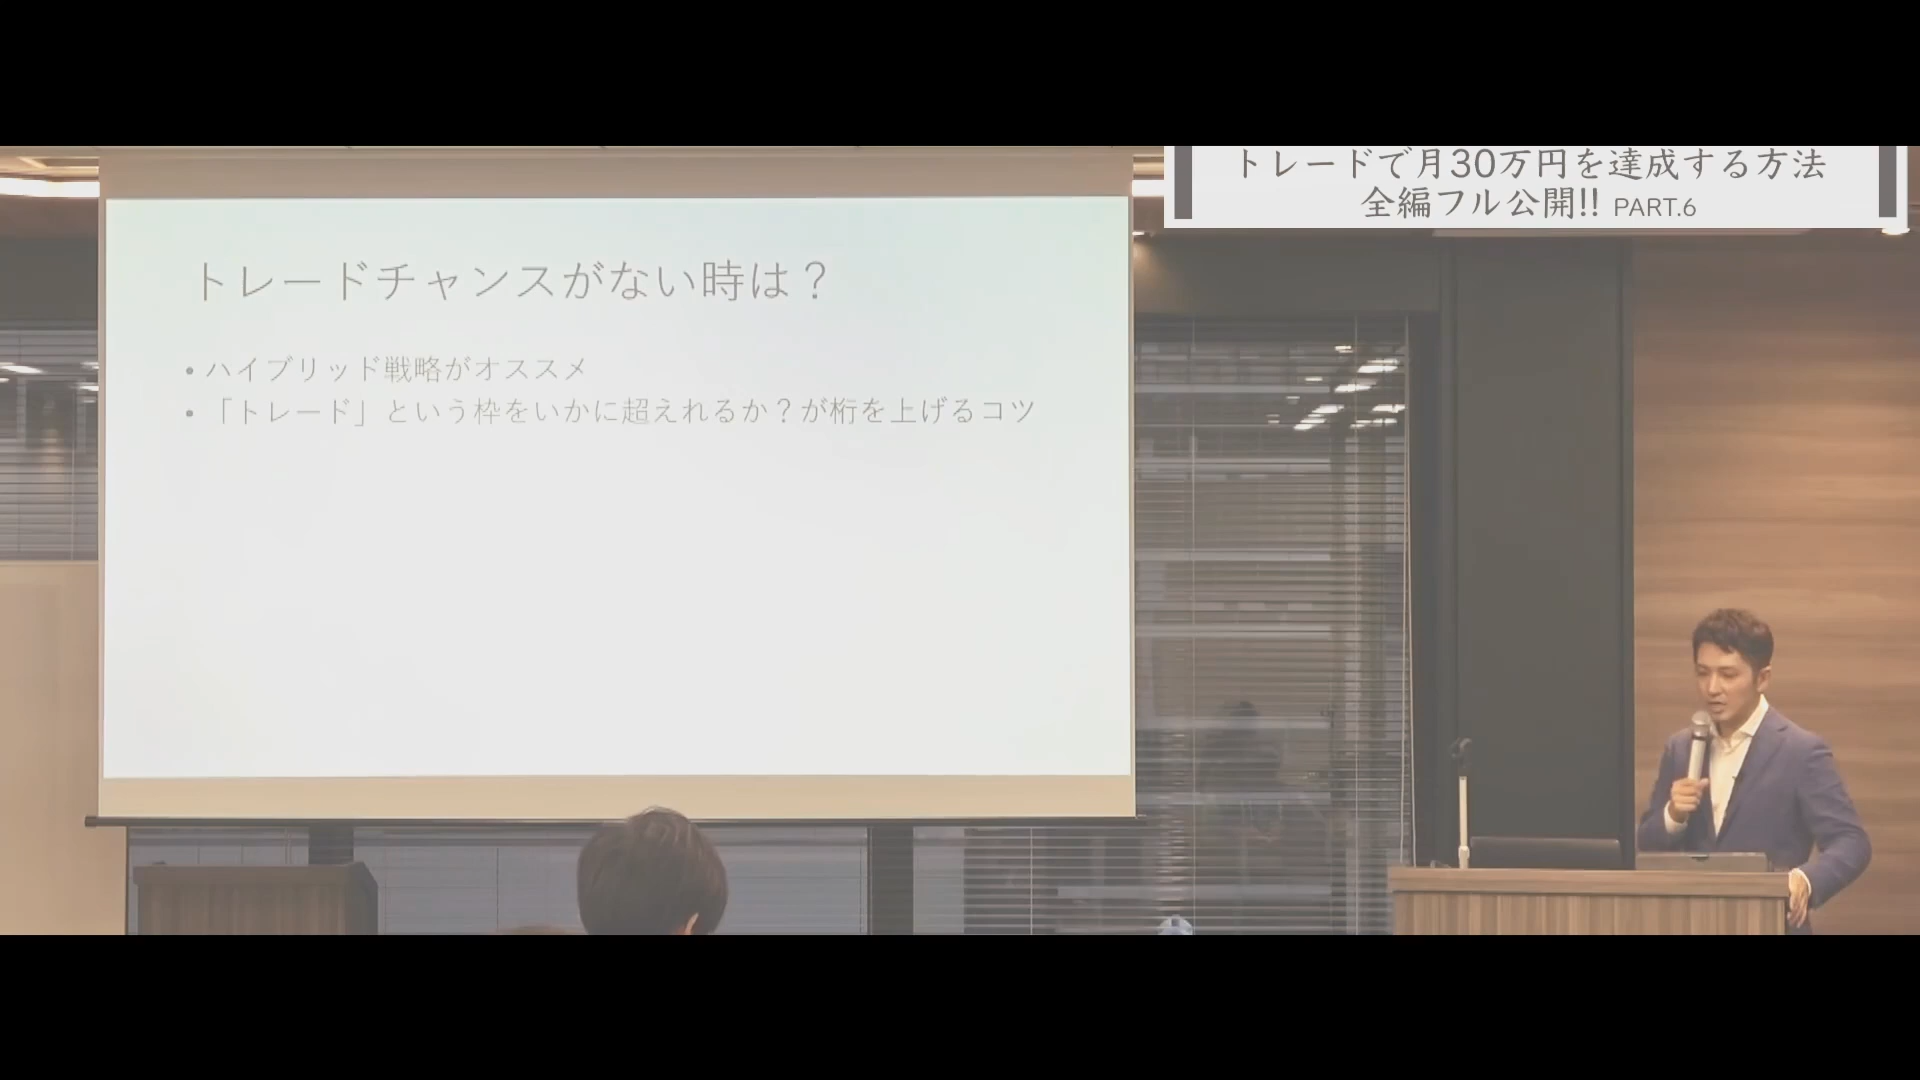 トレードで月30万円を達成する方法
全編フル公開!! PART.6
トレードチャンスがない時は？
• ハイブリッド戦略がオススメ
• 「トレード」という枠をいかに超えれるか？が桁を上げるコツ